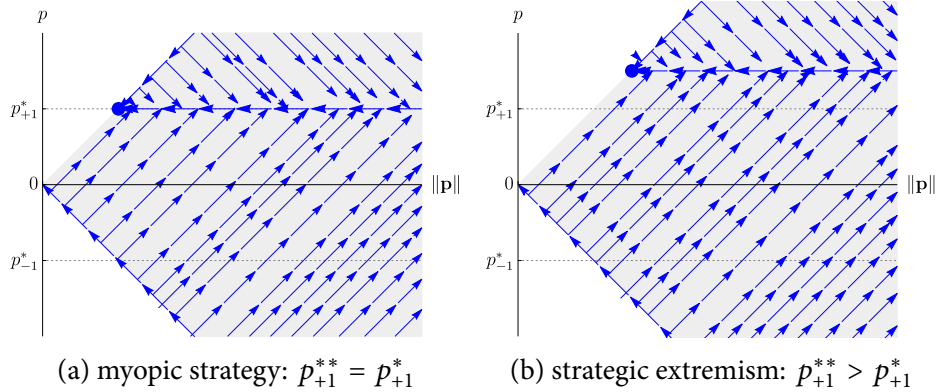 p
p*+1
0
p*−1
‖p‖
p
p*+1
0
p*−1
‖p‖
(a) myopic strategy: p**+1 = p*+1
(b) strategic extremism: p**+1 > p*+1